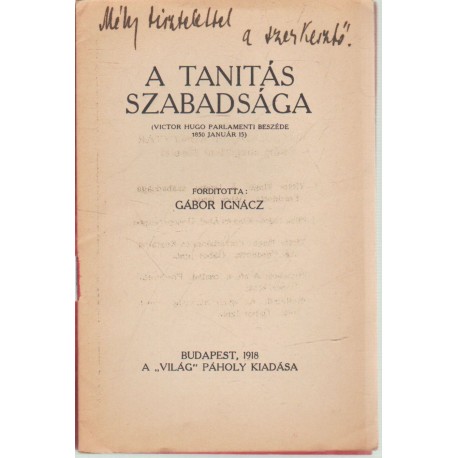 Mély tisztelettel
a szerkesztő.
A TANITÁS
SZABADSÁGA
(VICTOR HUGO PARLAMENTI BESZÉDE
1850 JANUÁR 15)
FORDITOTTA:
GÁBOR IGNÁCZ
BUDAPEST, 1918
A „VILÁG" PÁHOLY KIADÁSA